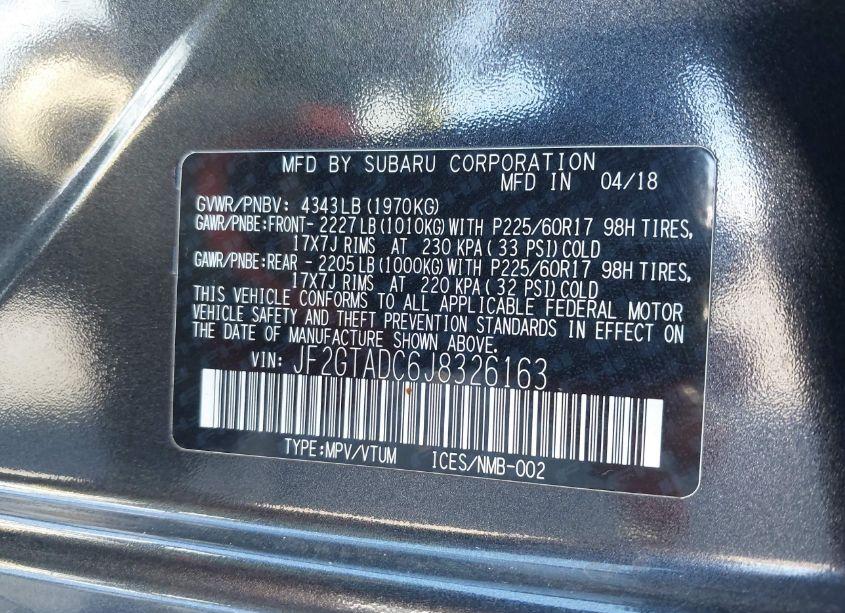 MFD BY SUBARU CORPORATION
MFD IN 04/18
GVWR/PNBV: 4343LB (1970KG)
GAWR/PNBE:FRONT- 2227 LB (1010KG) WITH P225/60R17 98H TIRES,
17X7J RIMS AT 230 KPA ( 33 PSI) COLD
GAWR/PNBE:REAR - 2205 LB (1000KG) WITH P225/60R17 98H TIRES,
17X7J RIMS AT 220 KPA ( 32 PSI) COLD
THIS VEHICLE CONFORMS TO ALL APPLICABLE FEDERAL MOTOR
VEHICLE SAFETY AND THEFT PREVENTION STANDARDS IN EFFECT ON
THE DATE OF MANUFACTURE SHOWN ABOVE.
VIN: JF2GTADC6J8326163
TYPE:MPV/VTUM ICES/NMB-002